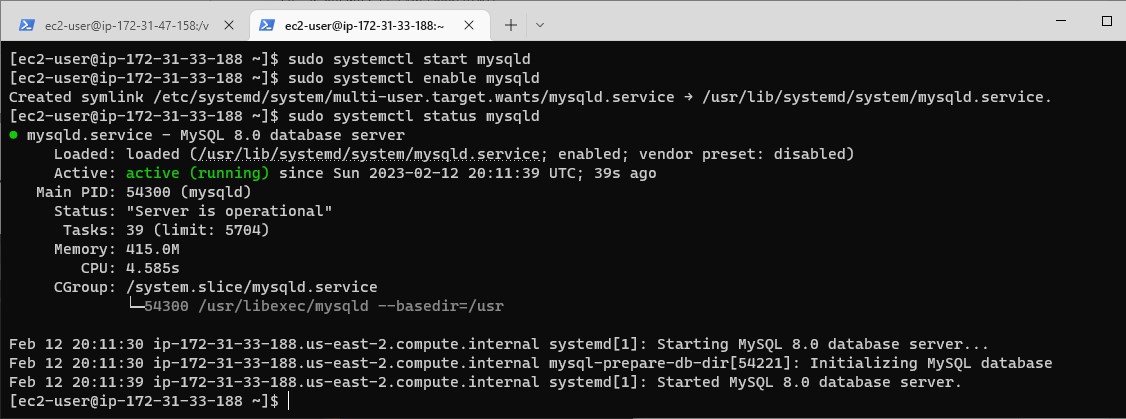 ec2-user@ip-172-31-47-158:/v
ec2-user@ip-172-31-33-188:~
[ec2-user@ip-172-31-33-188 ~]$ sudo systemctl start mysqld
[ec2-user@ip-172-31-33-188 ~]$ sudo systemctl enable mysqld
Created symlink /etc/systemd/system/multi-user.target.wants/mysqld.service → /usr/lib/systemd/system/mysqld.service.
[ec2-user@ip-172-31-33-188 ~]$ sudo systemctl status mysqld
● mysqld.service - MySQL 8.0 database server
Loaded: loaded (/usr/lib/systemd/system/mysqld.service; enabled; vendor preset: disabled)
Active: active (running) since Sun 2023-02-12 20:11:39 UTC; 39s ago
Main PID: 54300 (mysqld)
Status: "Server is operational"
Tasks: 39 (limit: 5704)
Memory: 415.0M
CPU: 4.585s
CGroup: /system.slice/mysqld.service
└─54300 /usr/libexec/mysqld --basedir=/usr
Feb 12 20:11:30 ip-172-31-33-188.us-east-2.compute.internal systemd[1]: Starting MySQL 8.0 database server...
Feb 12 20:11:30 ip-172-31-33-188.us-east-2.compute.internal mysql-prepare-db-dir[54221]: Initializing MySQL database
Feb 12 20:11:39 ip-172-31-33-188.us-east-2.compute.internal systemd[1]: Started MySQL 8.0 database server.
[ec2-user@ip-172-31-33-188 ~]$